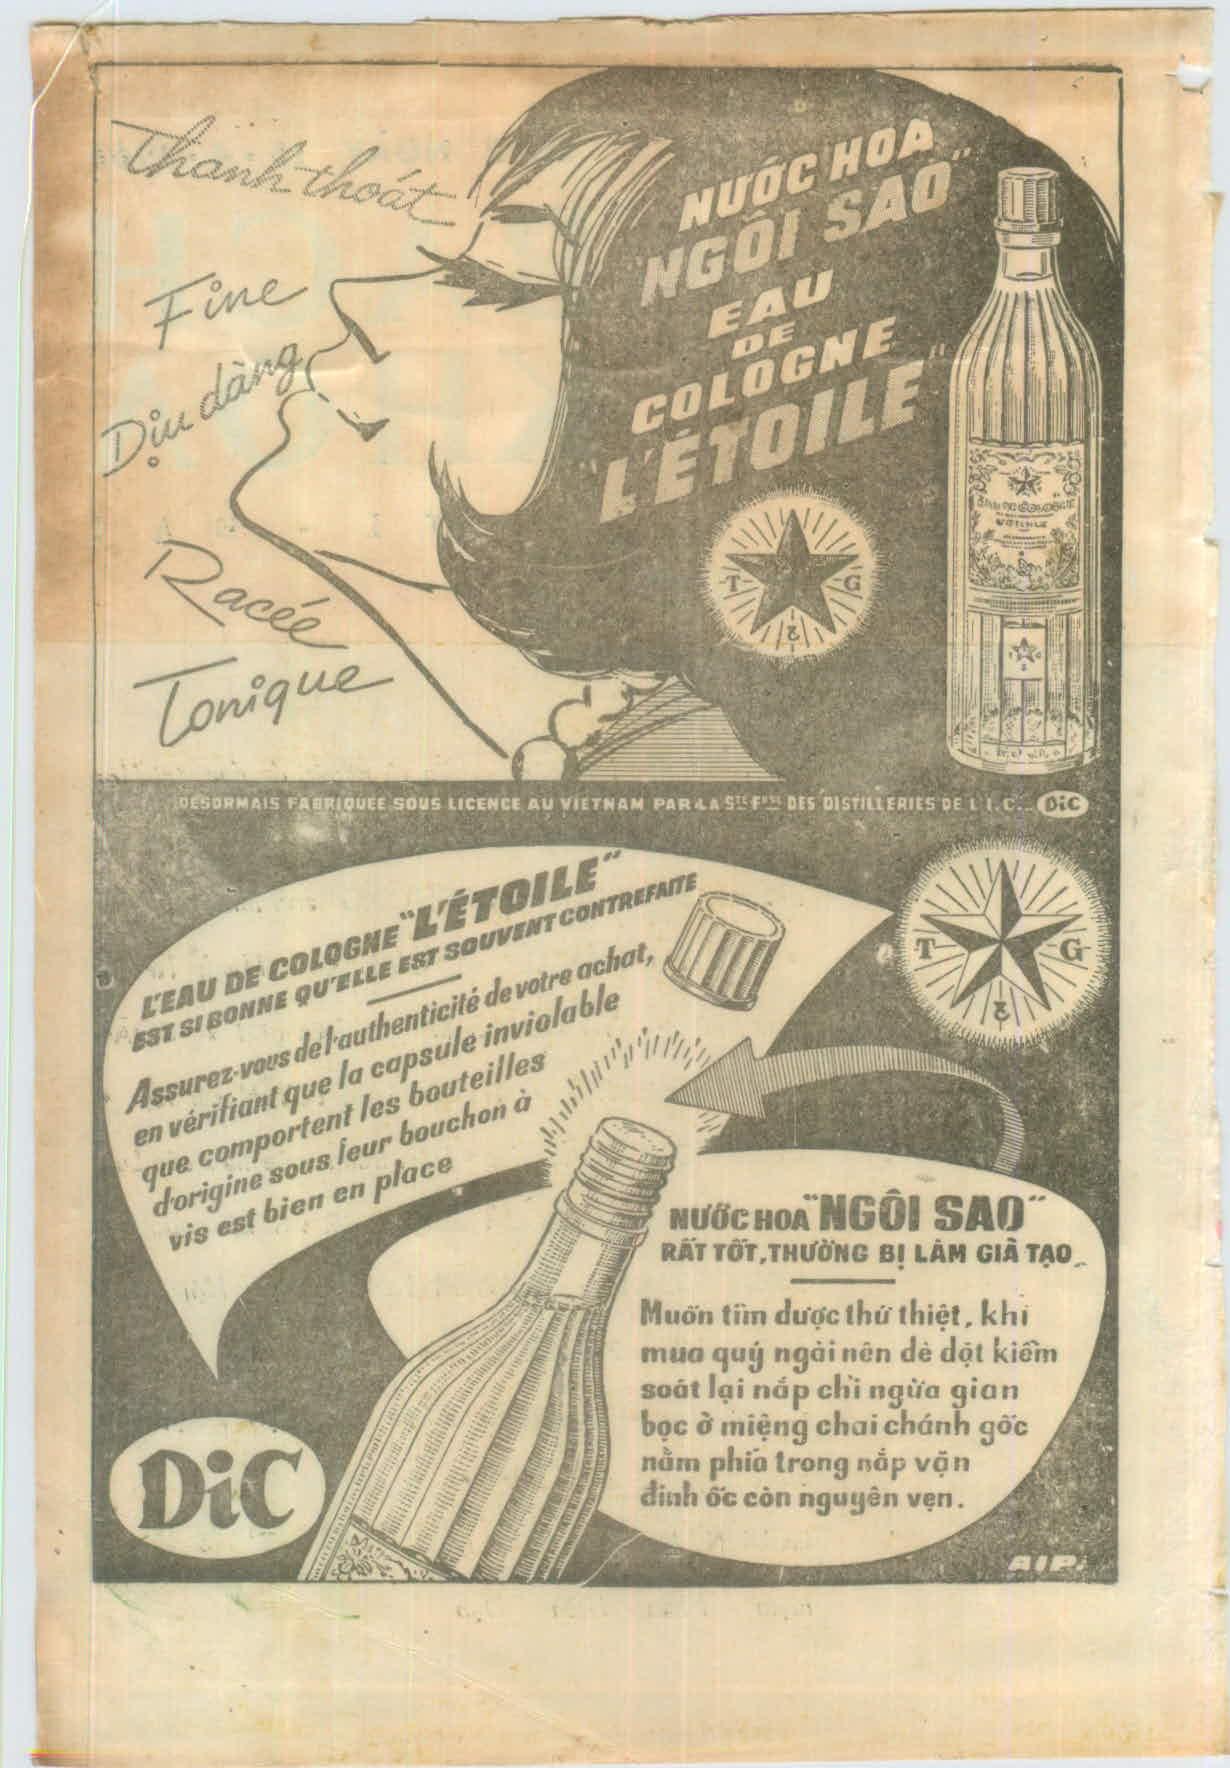 Thanh-thoát
Fine
Dịu dàng
Racée
Tonique
NƯỚC HOA
"NGÔI SAO"
EAU
DE
COLOGNE
"L'ÉTOILE"
T G
2
DÉSORMAIS FABRIQUÉE SOUS LICENCE AU VIETNAM PAR LA STÉ FSE DES DISTILLERIES DE L'I.C... DiC
T G
2
L'EAU DE COLOGNE "L'ÉTOILE"
EST SI BONNE QU'ELLE EST SOUVENT CONTREFAITE
Assurez-vous de l'authenticité de votre achat,
en vérifiant que la capsule inviolable
que comportent les bouteilles
d'origine sous leur bouchon à
vis est bien en place
NƯỚC HOA "NGÔI SAO"
RẤT TỐT, THƯỜNG BỊ LÀM GIẢ TẠO
Muốn tìm được thứ thiệt, khi
mua quý ngài nên dè dặt kiểm
soát lại nắp chì ngừa gian
bọc ở miệng chai chánh gốc
nằm phía trong nắp vặn
đinh ốc còn nguyên vẹn.
DiC
A.I.P.